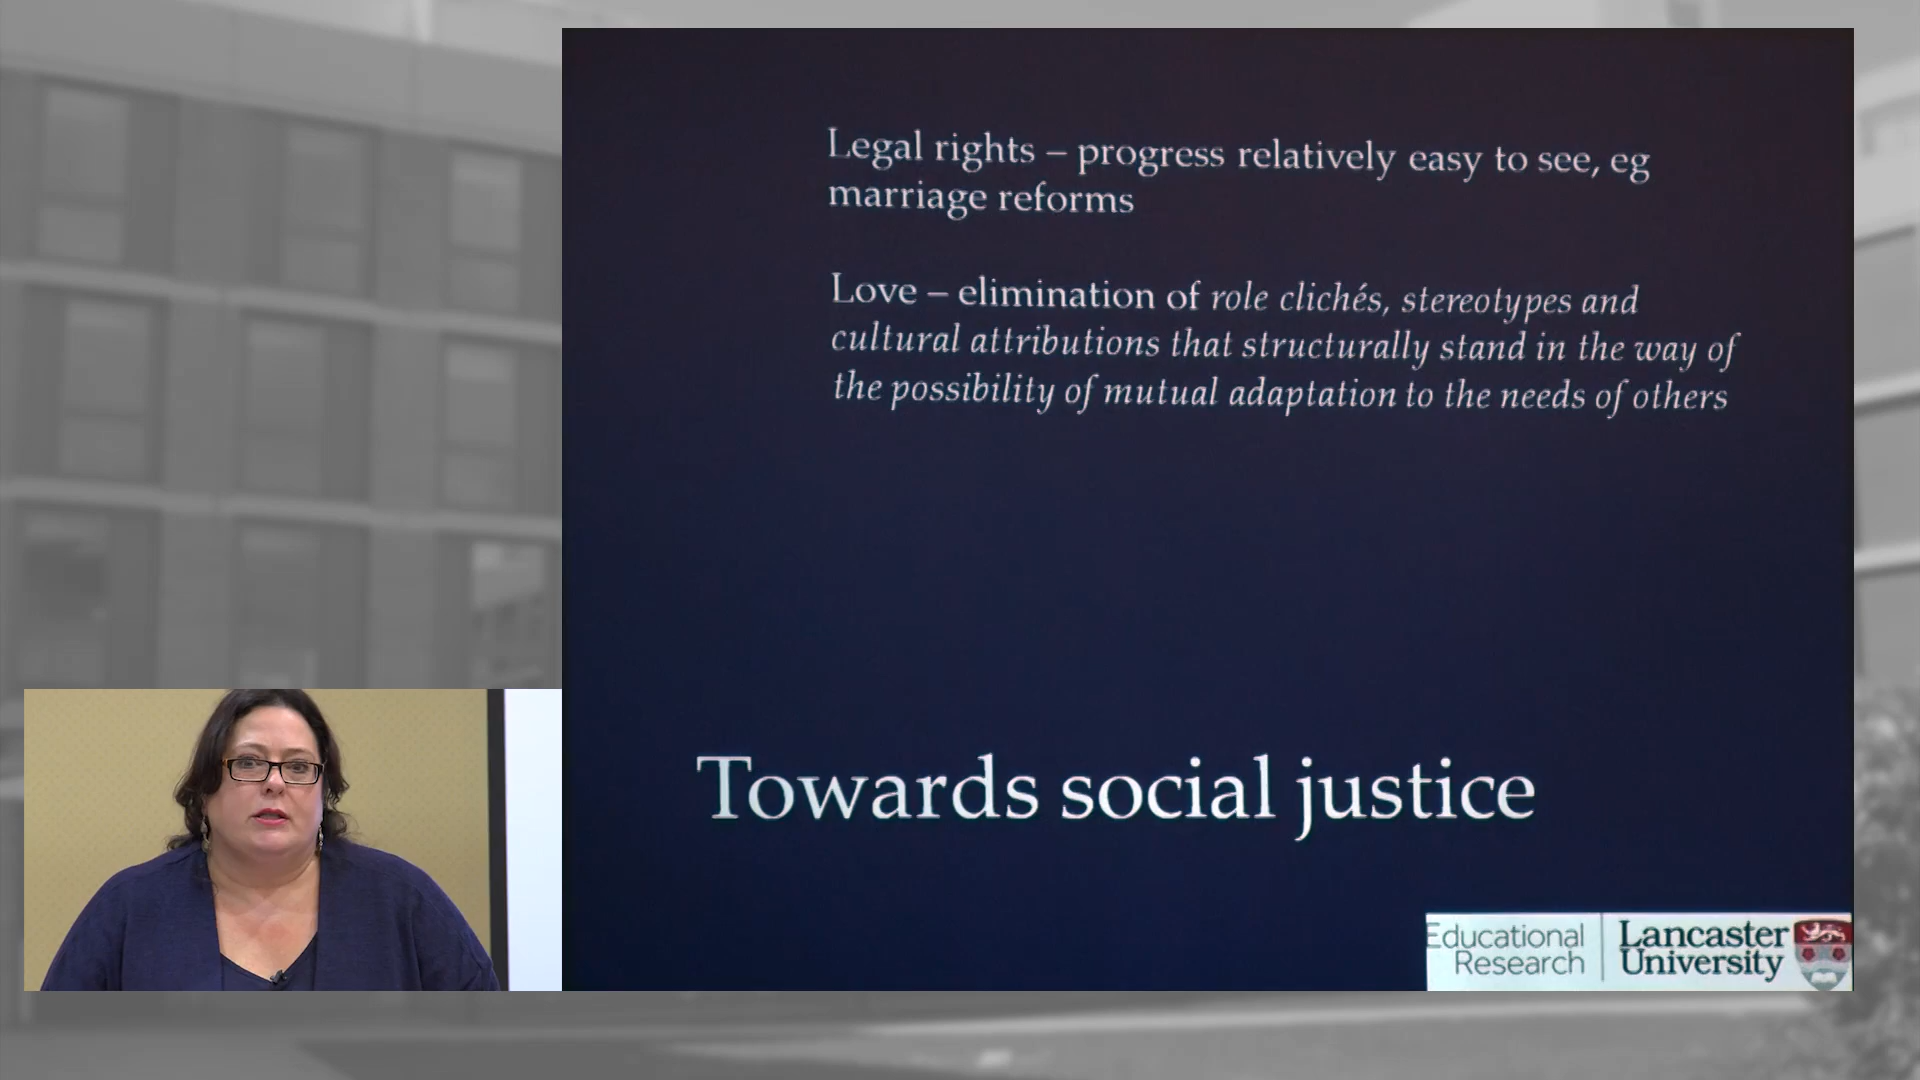 Legal rights – progress relatively easy to see, eg
marriage reforms
Love – elimination of role clichés, stereotypes and
cultural attributions that structurally stand in the way of
the possibility of mutual adaptation to the needs of others
Towards social justice
Educational
Research
Lancaster
University